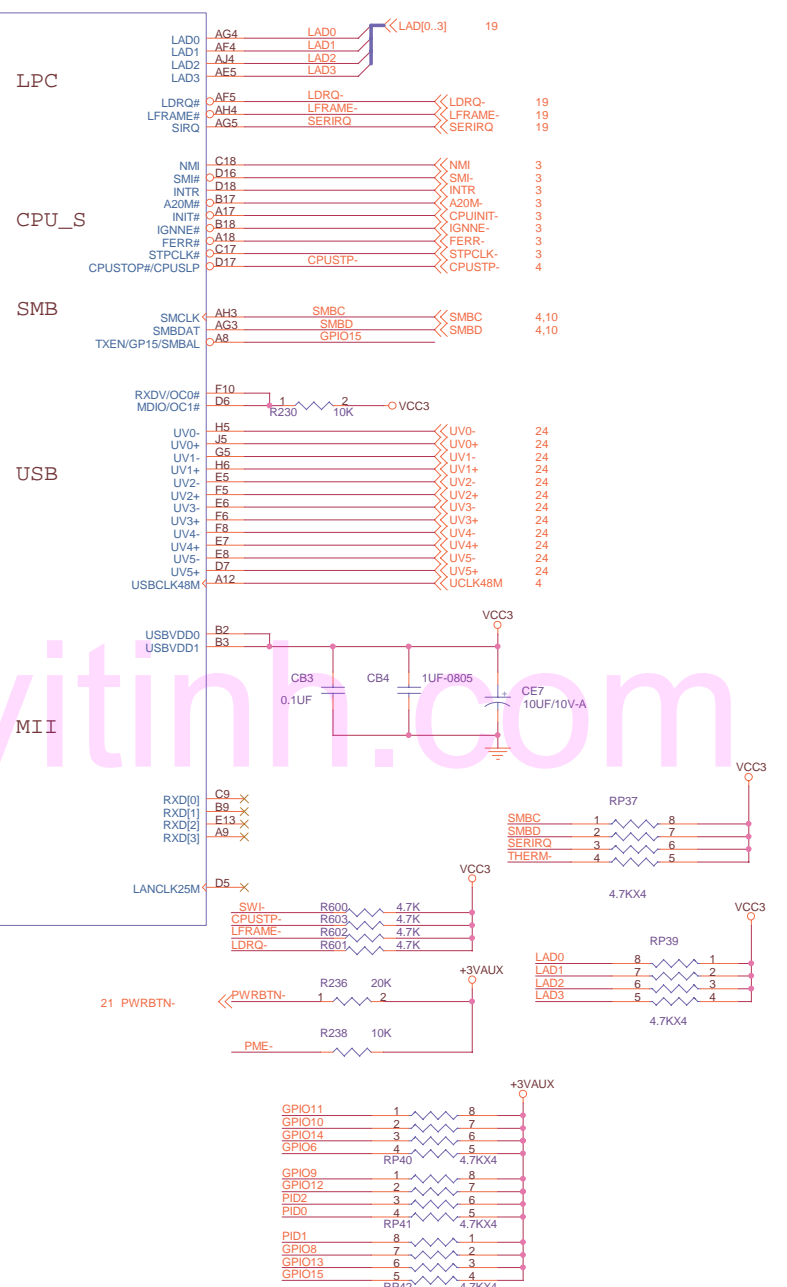 LAD0 AG4 LAD0 LAD[0..3] 19
LAD1 AF4 LAD1
LAD2 AJ4 LAD2
LAD3 AE5 LAD3
LPC
LDRQ# AF5 LDRQ- LDRQ- 19
LFRAME# AH4 LFRAME- LFRAME- 19
SIRQ AG5 SERIRQ SERIRQ 19
NMI C18 NMI 3
SMI# D16 SMI- 3
INTR D18 INTR 3
A20M# B17 A20M- 3
CPU_S
INIT# A17 CPUINIT- 3
IGNNE# B18 IGNNE- 3
FERR# A18 FERR- 3
STPCLK# C17 STPCLK- 3
CPUSTOP#/CPUSLP D17 CPUSTP- CPUSTP- 4
SMB
SMCLK AH3 SMBC SMBC 4,10
SMBDAT AG3 SMBD SMBD 4,10
TXEN/GP15/SMBAL A8 GPIO15
RXDV/OC0# F10
MDIO/OC1# D6 1 2 VCC3
R230 10K
UV0- H5 UV0- 24
UV0+ J5 UV0+ 24
UV1- G5 UV1- 24
UV1+ H6 UV1+ 24
USB
UV2- E5 UV2- 24
UV2+ F5 UV2+ 24
UV3- E6 UV3- 24
UV3+ F6 UV3+ 24
UV4- F8 UV4- 24
UV4+ E7 UV4+ 24
UV5- E8 UV5- 24
UV5+ D7 UV5+ 24
USBCLK48M A12 UCLK48M 4
VCC3
USBVDD0 B2
USBVDD1 B3
CB3 CB4 1UF-0805
0.1UF
CE7
10UF/10V-A
+
vitinh.com
MII
VCC3
RXD[0] C9
RXD[1] B9
RXD[2] E13
RXD[3] A9
RP37
SMBC 1 8
SMBD 2 7
SERIRQ 3 6
THERM- 4 5
4.7KX4
LANCLK25M D5
VCC3
SWI- R600 4.7K
CPUSTP- R603 4.7K
LFRAME- R602 4.7K
LDRQ- R601 4.7K
VCC3
RP39
LAD0 8 1
LAD1 7 2
LAD2 6 3
LAD3 5 4
4.7KX4
+3VAUX
R236 20K
21 PWRBTN- PWRBTN- 1 2
R238 10K
PME-
+3VAUX
GPIO11 1 8
GPIO10 2 7
GPIO14 3 6
GPIO6 4 5
RP40 4.7KX4
GPIO9 1 8
GPIO12 2 7
PID2 3 6
PID0 4 5
RP41 4.7KX4
PID1 8 1
GPIO8 7 2
GPIO13 6 3
GPIO15 5 4
RP42 4.7KX4